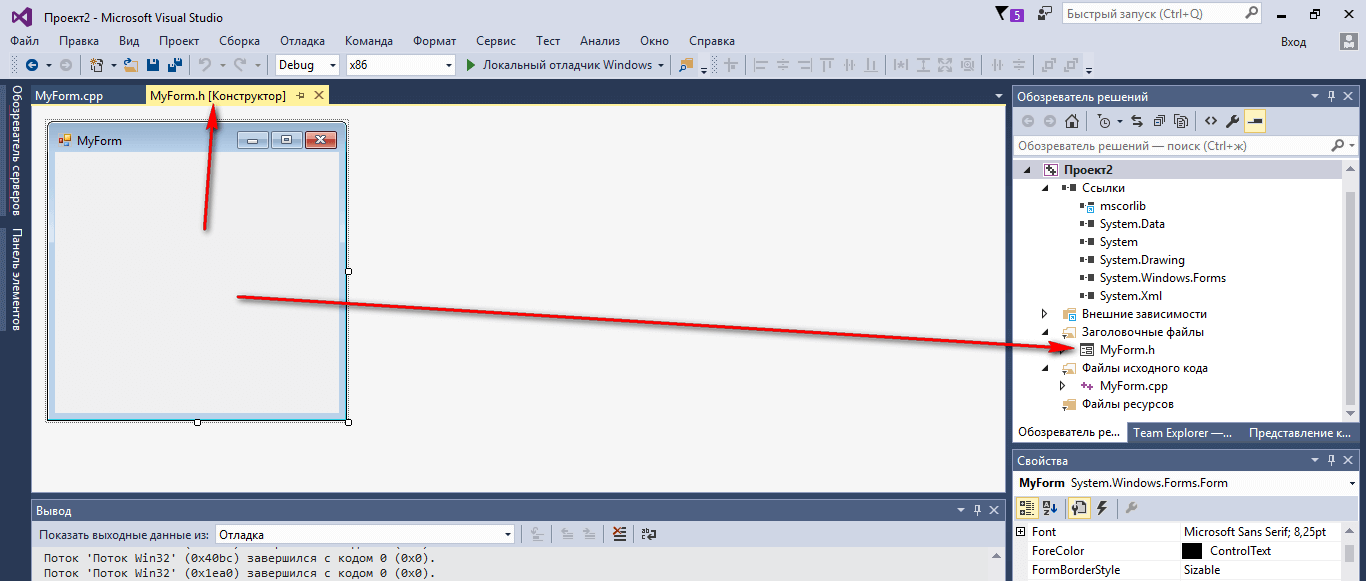 Проект2 - Microsoft Visual Studio
5
Быстрый запуск (Ctrl+Q)
Файл Правка Вид Проект Сборка Отладка Команда Формат Сервис Тест Анализ Окно Справка
Вход
Debug x86 Локальный отладчик Windows
Обозреватель серверов
Панель элементов
MyForm.cpp MyForm.h [Конструктор]
MyForm
Обозреватель решений
Обозреватель решений — поиск (Ctrl+ж)
Проект2
Ссылки
mscorlib
System.Data
System
System.Drawing
System.Windows.Forms
System.Xml
Внешние зависимости
Заголовочные файлы
MyForm.h
Файлы исходного кода
MyForm.cpp
Файлы ресурсов
Обозреватель ре... Team Explorer —... Представление к...
Свойства
MyForm System.Windows.Forms.Form
Font Microsoft Sans Serif; 8,25pt
ForeColor ControlText
FormBorderStyle Sizable
Вывод
Показать выходные данные из: Отладка
Поток 'Поток Win32' (0x40bc) завершился с кодом 0 (0x0).
Поток 'Поток Win32' (0x1ea0) завершился с кодом 0 (0x0).